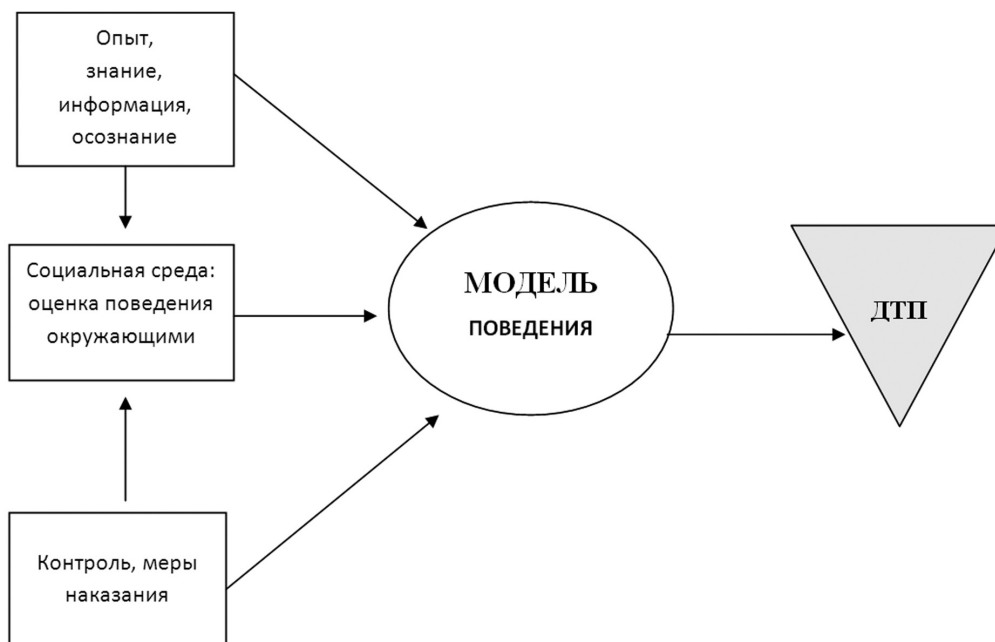 Опыт,
знание,
информация,
осознание
Социальная среда:
оценка поведения
окружающими
Контроль, меры
наказания
МОДЕЛЬ
ПОВЕДЕНИЯ
ДТП